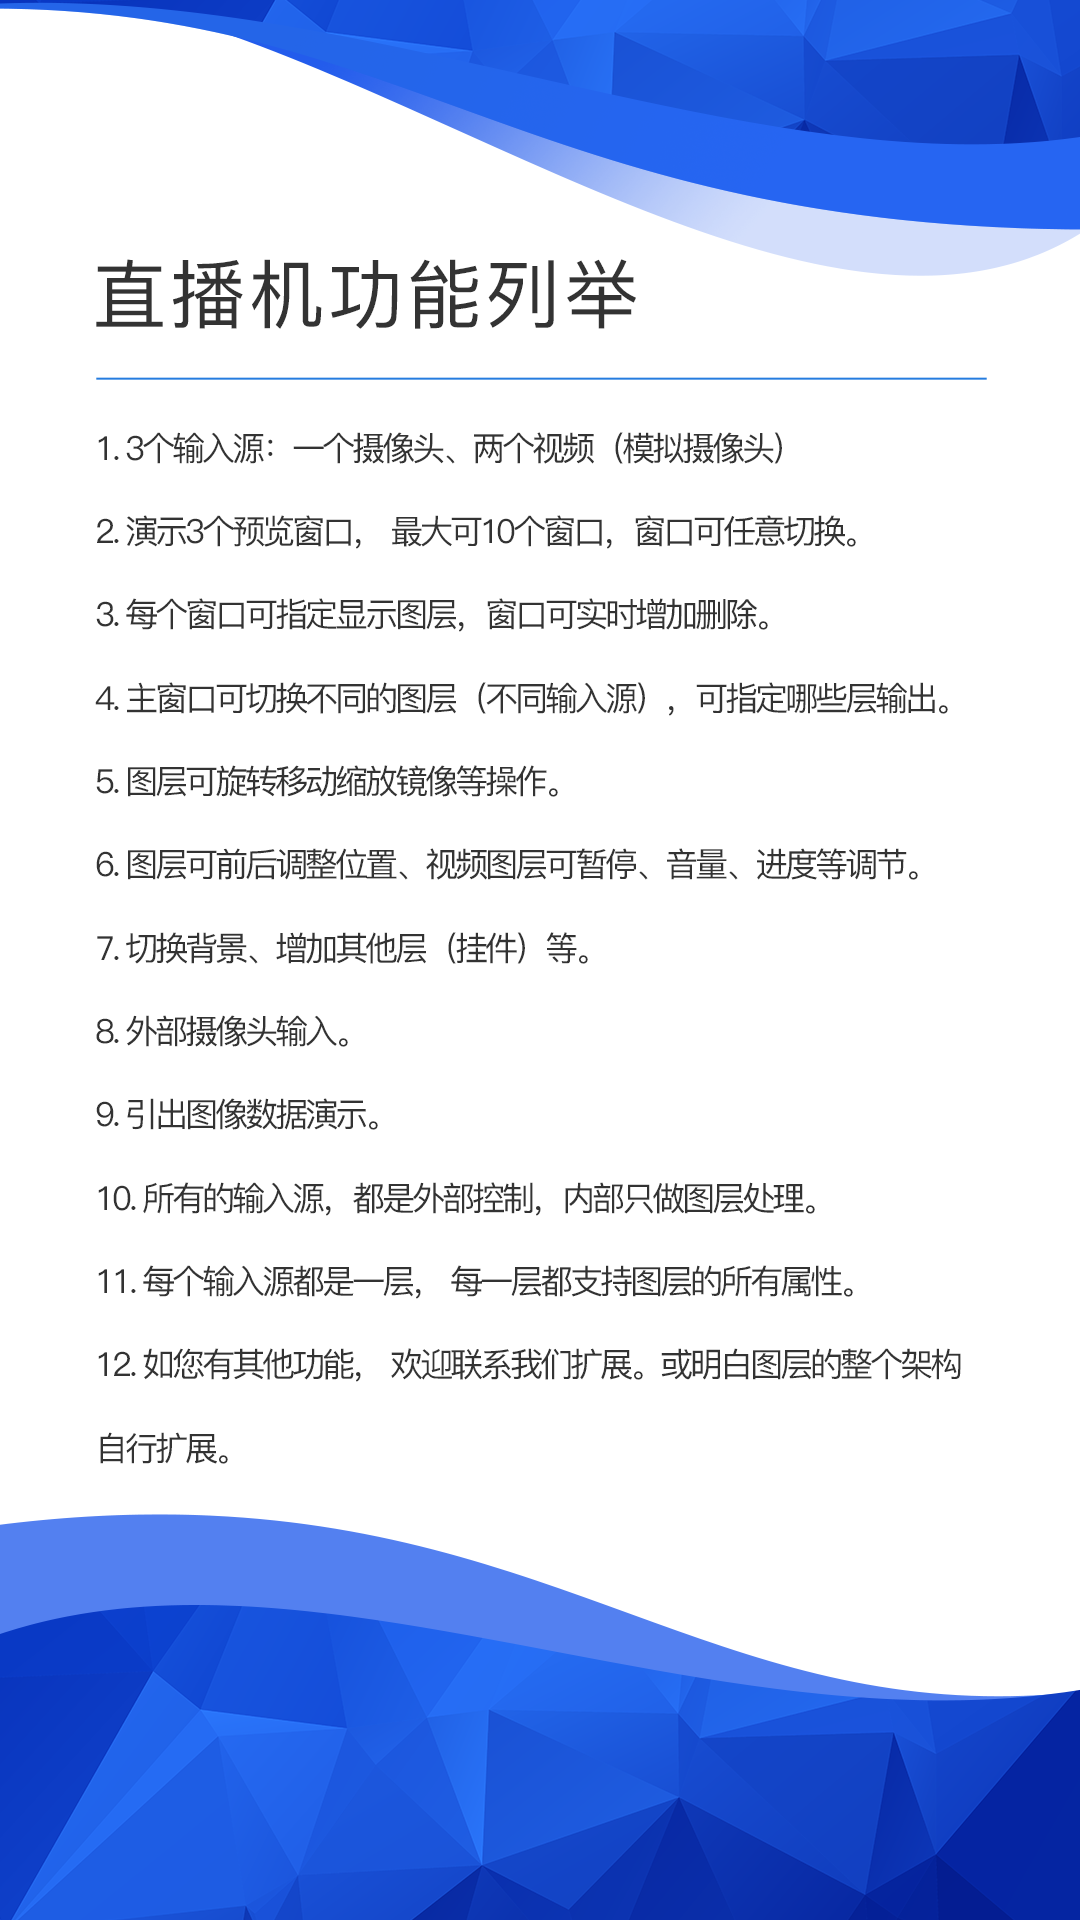 直播机功能列举
1. 3个输入源：一个摄像头、两个视频（模拟摄像头）
2. 演示3个预览窗口， 最大可10个窗口，窗口可任意切换。
3. 每个窗口可指定显示图层，窗口可实时增加删除。
4. 主窗口可切换不同的图层（不同输入源），可指定哪些层输出。
5. 图层可旋转移动缩放镜像等操作。
6. 图层可前后调整位置、视频图层可暂停、音量、进度等调节。
7. 切换背景、增加其他层（挂件）等。
8. 外部摄像头输入。
9. 引出图像数据演示。
10. 所有的输入源，都是外部控制，内部只做图层处理。
11. 每个输入源都是一层， 每一层都支持图层的所有属性。
12. 如您有其他功能， 欢迎联系我们扩展。或明白图层的整个架构
自行扩展。